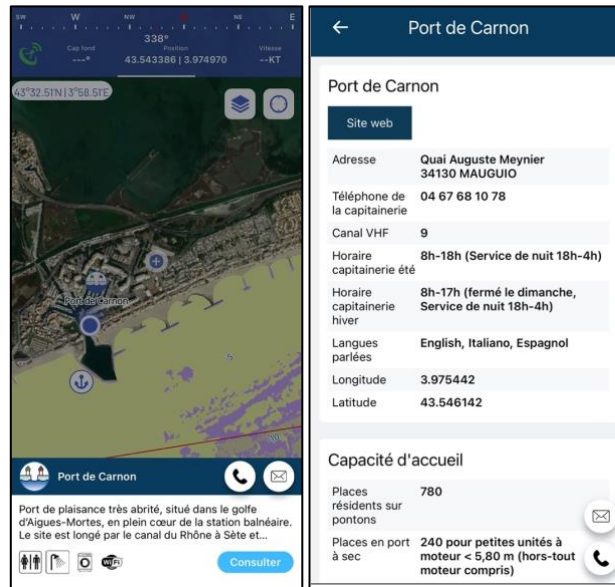 SW W NW NE E
338°
Cap fond Position Vitesse
---° 43.543386 | 3.974970 --KT
43°32.51'N | 3°58.51'E
Port de Carnon
5
Port de Carnon
Port de plaisance très abrité, situé dans le golfe
d'Aigues-Mortes, en plein cœur de la station balnéaire.
Le site est longé par le canal du Rhône à Sète et...
WiFi
Consulter
Port de Carnon
Port de Carnon
Site web
Adresse Quai Auguste Meynier
34130 MAUGUIO
Téléphone de 04 67 68 10 78
la capitainerie
Canal VHF 9
Horaire 8h-18h (Service de nuit 18h-4h)
capitainerie été
Horaire 8h-17h (fermé le dimanche,
capitainerie Service de nuit 18h-4h)
hiver
Langues English, Italiano, Espagnol
parlées
Longitude 3.975442
Latitude 43.546142
Capacité d'accueil
Places 780
résidents sur
pontons
Places en port 240 pour petites unités à
à sec moteur < 5,80 m (hors-tout
moteur compris)